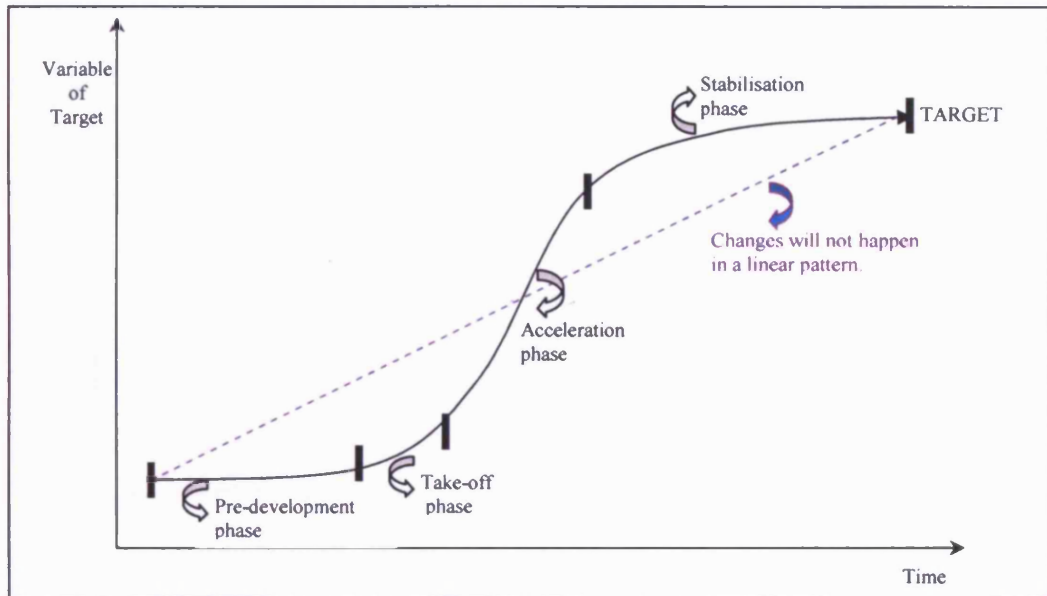 Variable
of
Target
Stabilisation
phase
TARGET
Changes will not happen
in a linear pattern.
Acceleration
phase
Take-off
phase
Pre-development
phase
Time